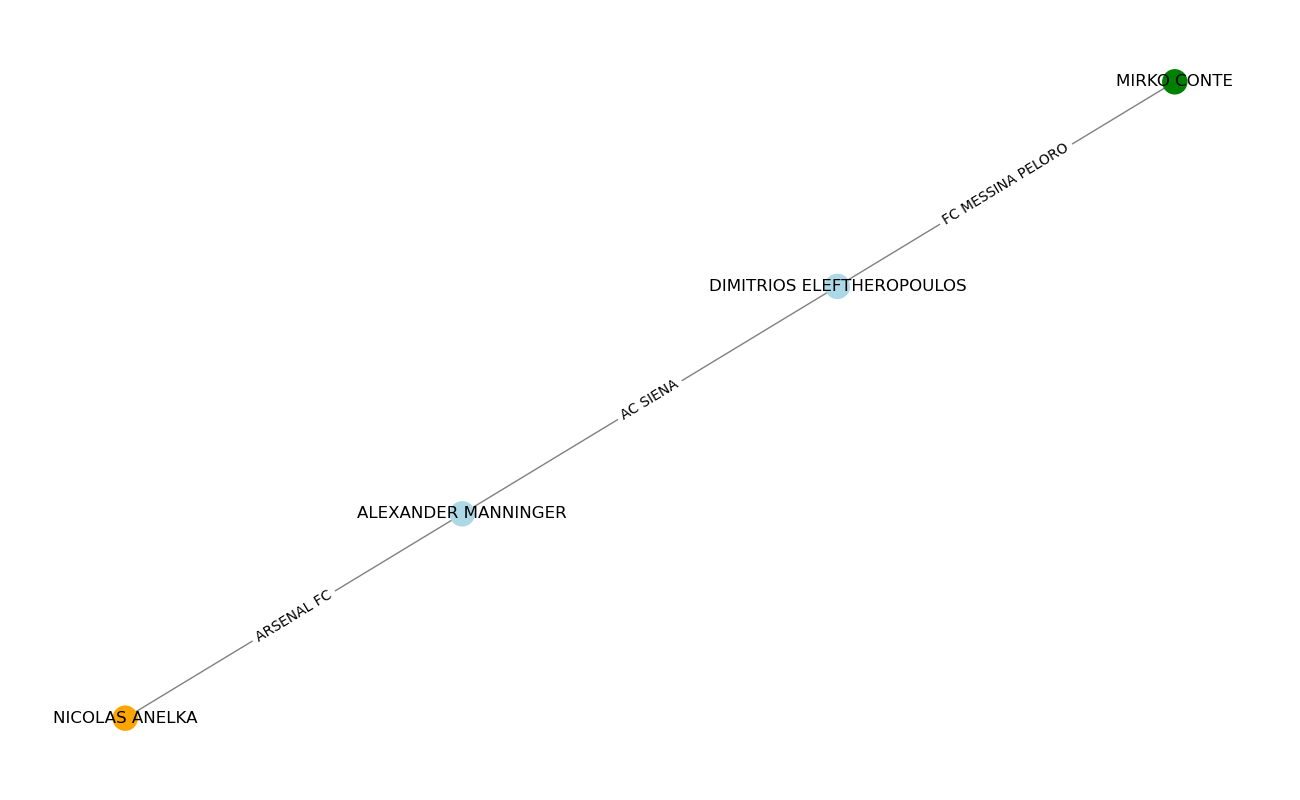 MIRKO CONTE
FC MESSINA PELORO
DIMITRIOS ELEFTHEROPOULOS
AC SIENA
ALEXANDER MANNINGER
ARSENAL FC
NICOLAS ANELKA